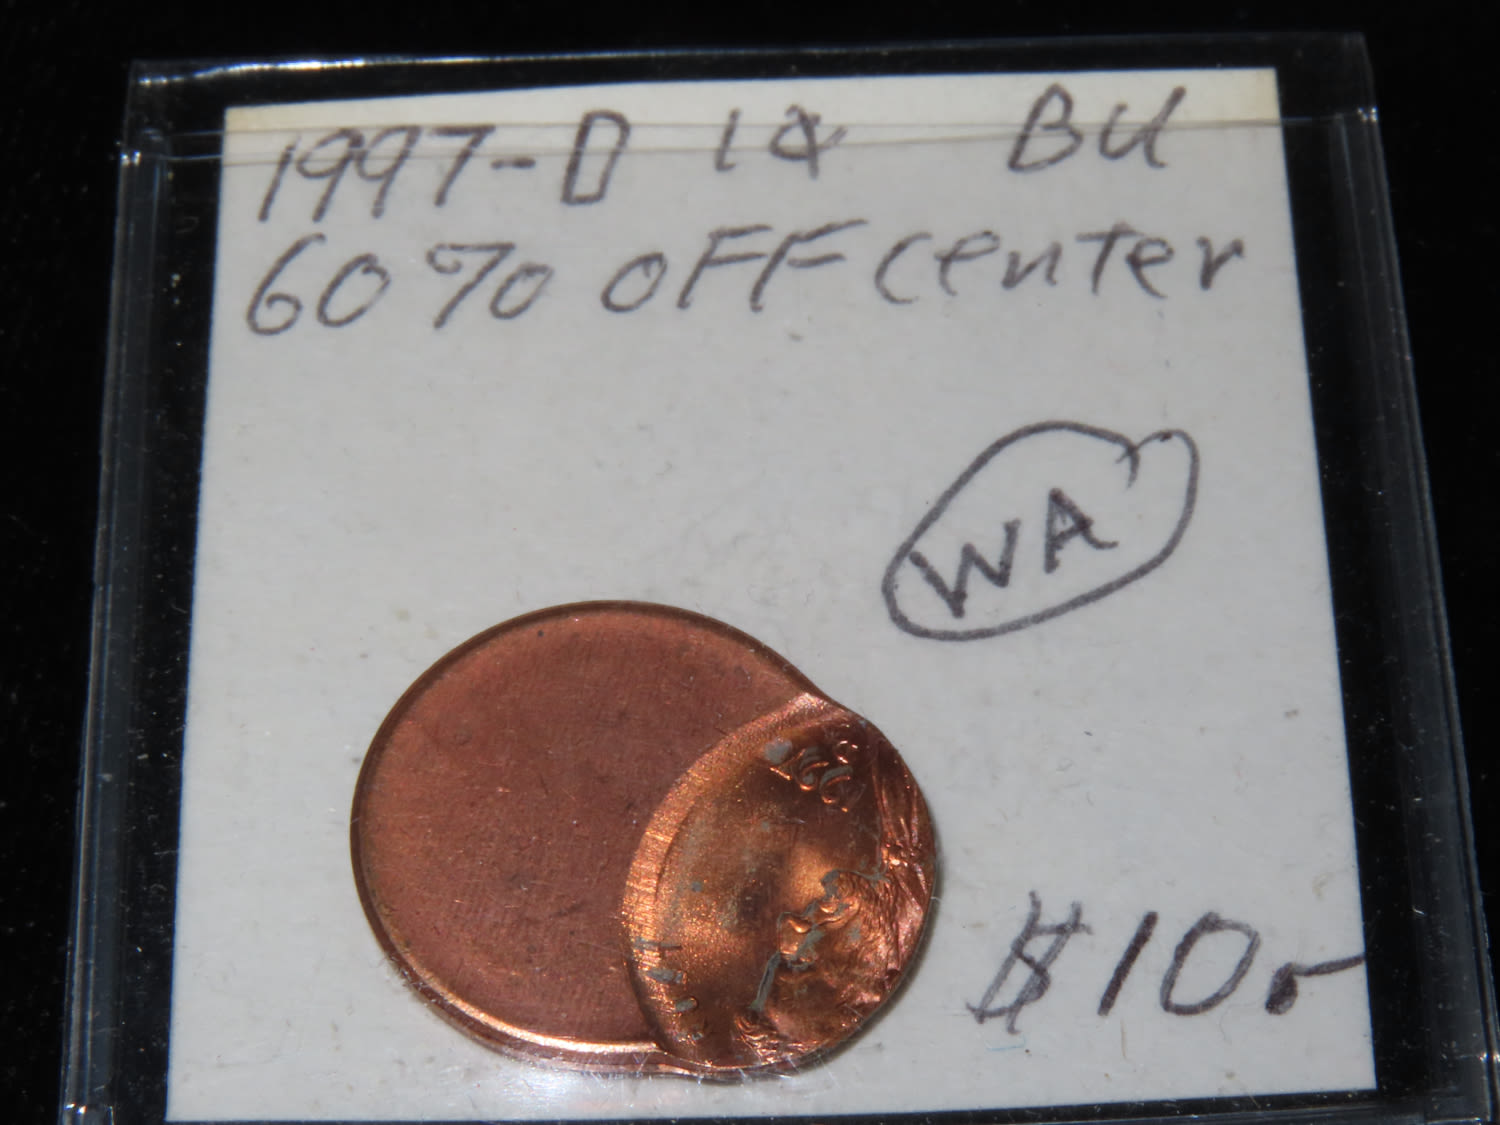 1997-D 1¢ BU
60% OFF center
WA
$10.-